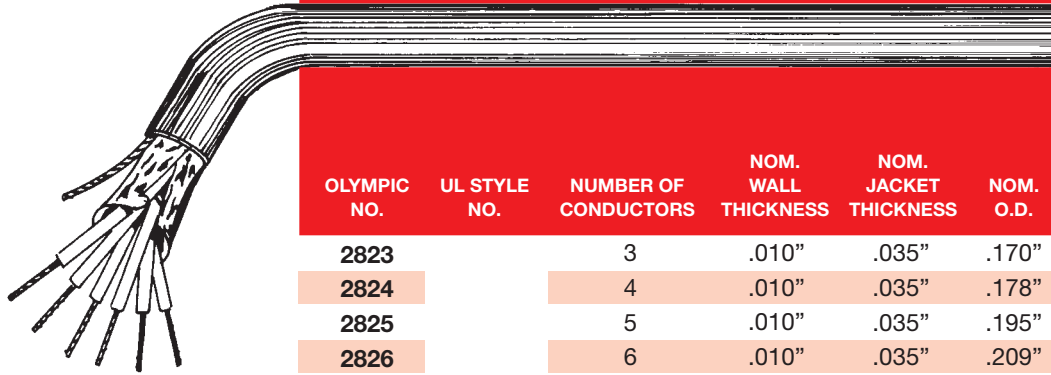 OLYMPIC NO. UL STYLE NO. NUMBER OF CONDUCTORS NOM. WALL THICKNESS NOM. JACKET THICKNESS NOM. O.D.
2823 3 .010” .035” .170”
2824 4 .010” .035” .178”
2825 5 .010” .035” .195”
2826 6 .010” .035” .209”